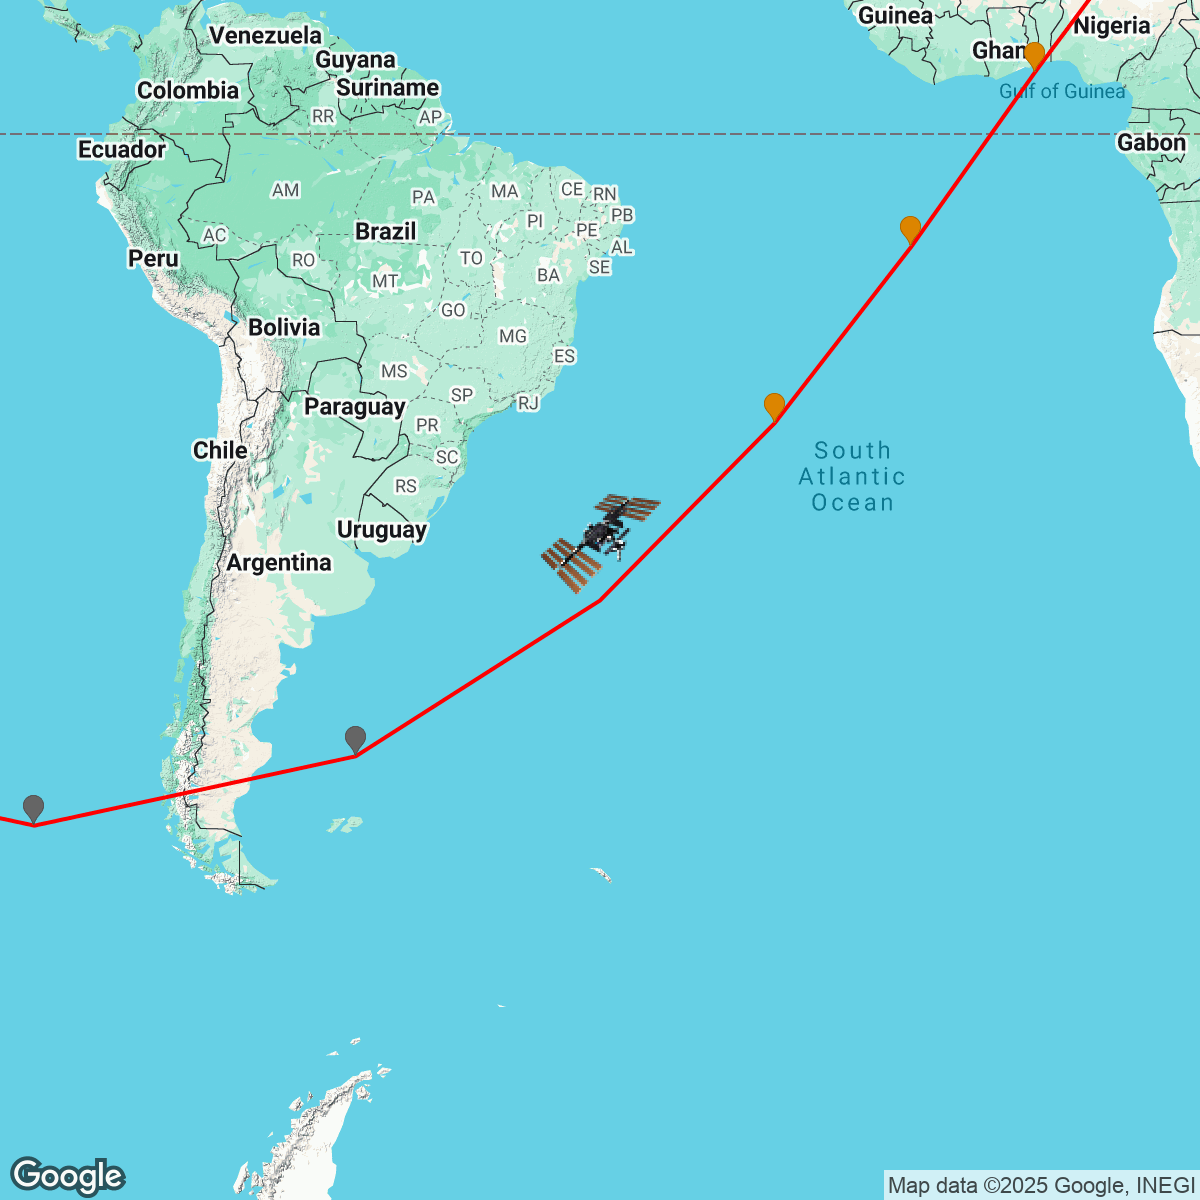 Guinea
Nigeria
Ghan
Venezuela
Guyana
Suriname
Colombia
Gulf of Guinea
RR
AP
Ecuador
Gabon
AM
PA
MA
CE
RN
PI
PB
PE
AC
Brazil
AL
Peru
RO
TO
SE
MT
BA
GO
Bolivia
MG
ES
MS
SP
Paraguay
RJ
PR
Chile
SC
South
Atlantic
Ocean
RS
Uruguay
Argentina
Google
Map data ©2025 Google, INEGI